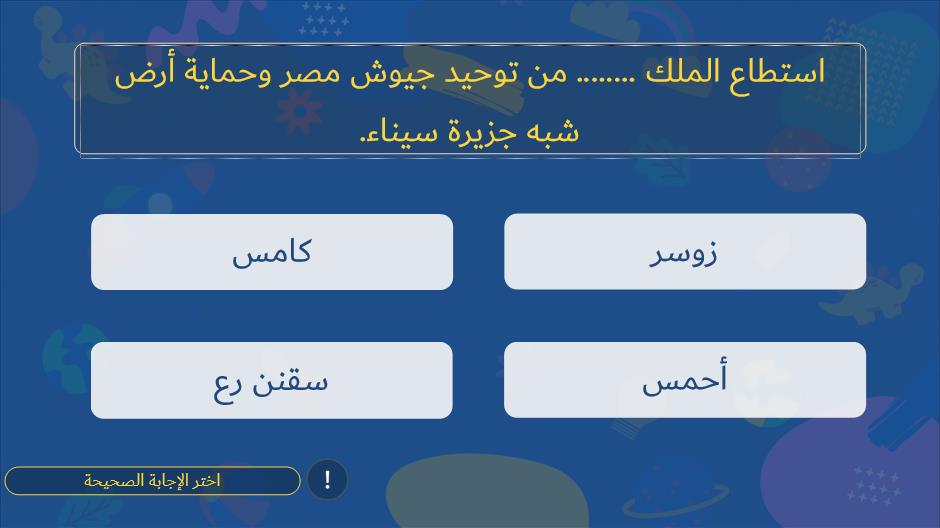 استطاع الملك ........ من توحيد جيوش مصر وحماية أرض
شبه جزيرة سيناء.
زوسر
كامس
أحمس
سقنن رع
!
اختر الإجابة الصحيحة